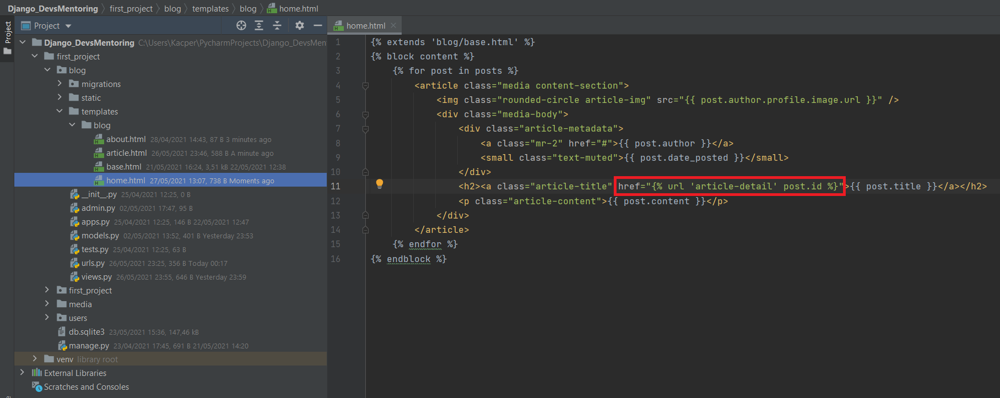 Django_DevsMentoring first_project blog templates blog home.html
Project
Project
Django_DevsMentoring C:\Users\Kacper\PycharmProjects\Django_DevsMen
first_project
blog
migrations
static
templates
blog
about.html 28/04/2021 14:43, 87 B 3 minutes ago
article.html 26/05/2021 23:46, 588 B A minute ago
base.html 21/05/2021 16:24, 3,51 kB 22/05/2021 12:38
home.html 27/05/2021 13:07, 738 B Moments ago
__init__.py 25/04/2021 12:25, 0 B
admin.py 02/05/2021 17:47, 95 B
apps.py 25/04/2021 12:25, 146 B 22/05/2021 12:47
models.py 02/05/2021 13:52, 401 B Yesterday 23:53
tests.py 25/04/2021 12:25, 63 B
urls.py 26/05/2021 23:25, 356 B Today 00:17
views.py 26/05/2021 23:55, 646 B Yesterday 23:59
first_project
media
users
db.sqlite3 23/05/2021 15:36, 147,46 kB
manage.py 23/04/2021 17:45, 691 B 21/05/2021 14:20
venv library root
External Libraries
Scratches and Consoles
home.html
1 {% extends 'blog/base.html' %}
2 {% block content %}
3 {% for post in posts %}
4 <article class="media content-section">
5 <img class="rounded-circle article-img" src="{{ post.author.profile.image.url }}" />
6 <div class="media-body">
7 <div class="article-metadata">
8 <a class="mr-2" href="#">{{ post.author }}</a>
9 <small class="text-muted">{{ post.date_posted }}</small>
10 </div>
11 <h2><a class="article-title" href="{% url 'article-detail' post.id %}">{{ post.title }}</a></h2>
12 <p class="article-content">{{ post.content }}</p>
13 </div>
14 </article>
15 {% endfor %}
16 {% endblock %}